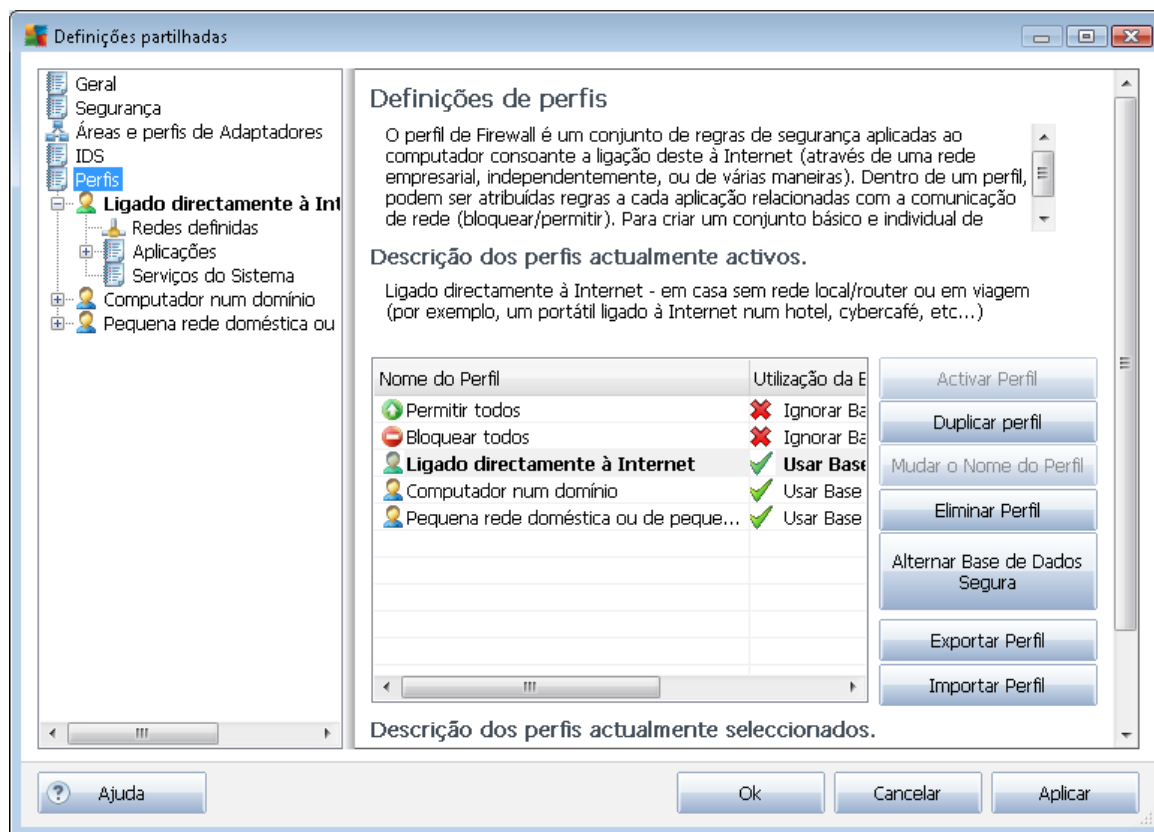 Definições partilhadas
Geral
Segurança
Áreas e perfis de Adaptadores
IDS
Perfis
Ligado directamente à Int
Redes definidas
Aplicações
Serviços do Sistema
Computador num domínio
Pequena rede doméstica ou
Definições de perfis
O perfil de Firewall é um conjunto de regras de segurança aplicadas ao
computador consoante a ligação deste à Internet (através de uma rede
empresarial, independentemente, ou de várias maneiras). Dentro de um perfil,
podem ser atribuídas regras a cada aplicação relacionadas com a comunicação
de rede (bloquear/permitir). Para criar um conjunto básico e individual de
Descrição dos perfis actualmente activos.
Ligado directamente à Internet - em casa sem rede local/router ou em viagem
(por exemplo, um portátil ligado à Internet num hotel, cybercafé, etc...)
Nome do Perfil Utilização da E
Permitir todos Ignorar Ba
Bloquear todos Ignorar Ba
Ligado directamente à Internet Usar Base
Computador num domínio Usar Base
Pequena rede doméstica ou de peque... Usar Base
Activar Perfil
Duplicar perfil
Mudar o Nome do Perfil
Eliminar Perfil
Alternar Base de Dados
Segura
Exportar Perfil
Importar Perfil
Descrição dos perfis actualmente seleccionados.
Ajuda
Ok
Cancelar
Aplicar